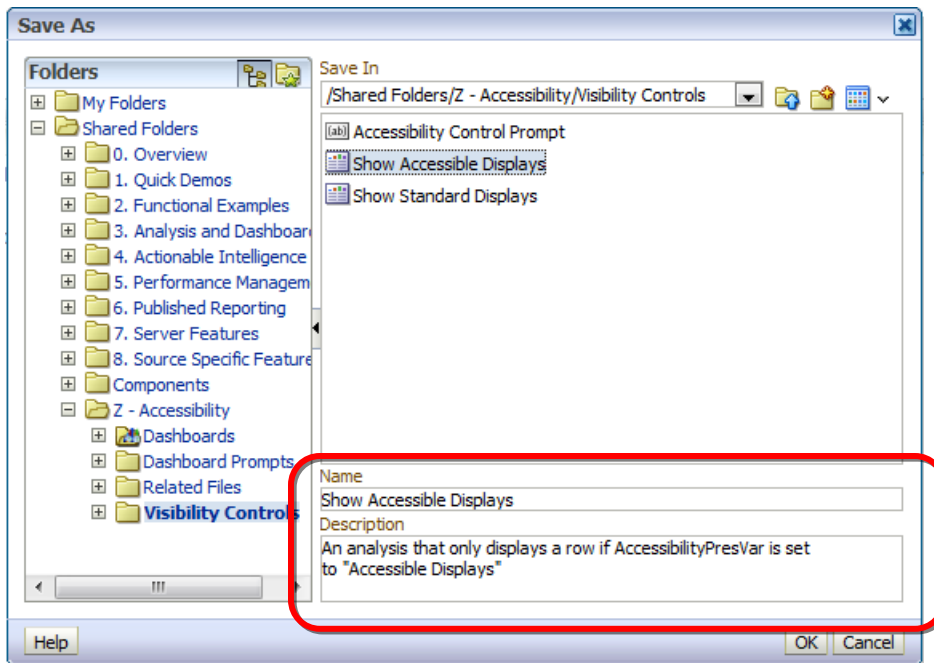 Save As
Folders
My Folders
Shared Folders
0. Overview
1. Quick Demos
2. Functional Examples
3. Analysis and Dashboar
4. Actionable Intelligence
5. Performance Managem
6. Published Reporting
7. Server Features
8. Source Specific Feature
Components
Z - Accessibility
Dashboards
Dashboard Prompts
Related Files
Visibility Controls
Save In
/Shared Folders/Z - Accessibility/Visibility Controls
[ab] Accessibility Control Prompt
Show Accessible Displays
Show Standard Displays
Name
Show Accessible Displays
Description
An analysis that only displays a row if AccessibilityPresVar is set
to "Accessible Displays"
Help
OK Cancel